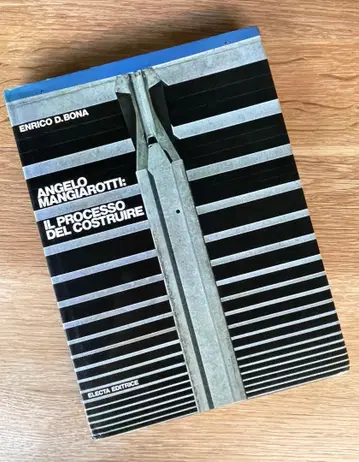 ENRICO D. BONA
ANGELO
MANGIAROTTI:
IL PROCESSO
DEL COSTRUIRE
ELECTA EDITRICE